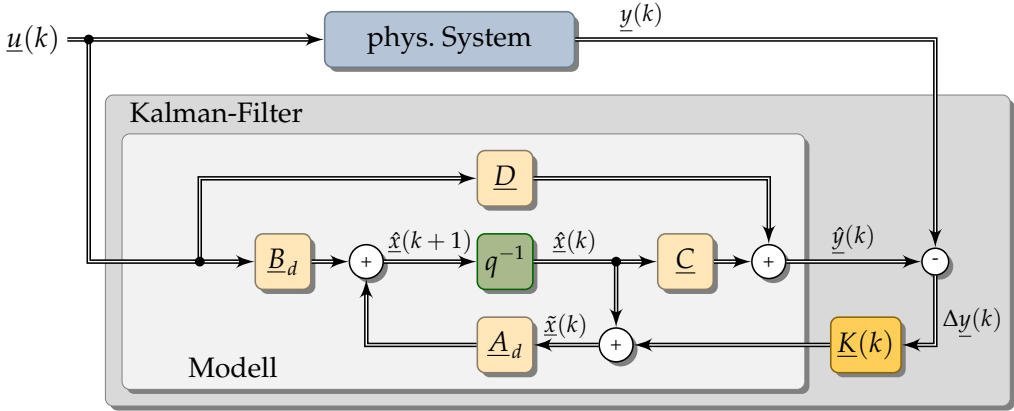 u(k)
phys. System
y(k)
Kalman-Filter
D
B_d
+
x̂(k + 1)
q⁻¹
x̂(k)
C
+
ŷ(k)
-
A_d
x̃(k)
+
K(k)
Δy(k)
Modell